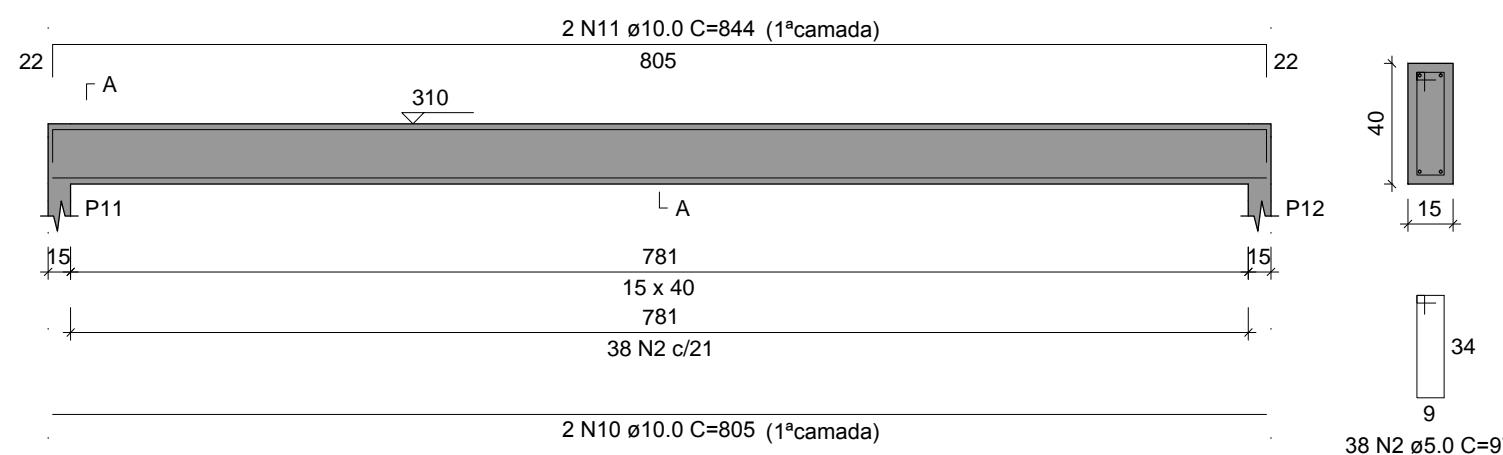 2 N11 ø10.0 C=844 (1ªcamada)
22 805 22
A
310
40
P11 A P12
15
15 781 15
15 x 40
781
38 N2 c/21
34
9
2 N10 ø10.0 C=805 (1ªcamada)
38 N2 ø5.0 C=9